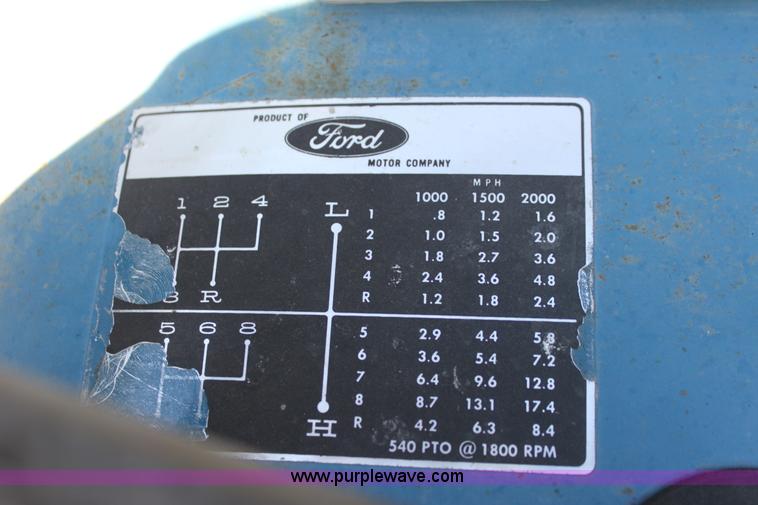 PRODUCT OF
Ford
MOTOR COMPANY
MPH
1000 1500 2000
1 2 4
L
1 .8 1.2 1.6
2 1.0 1.5 2.0
3 1.8 2.7 3.6
4 2.4 3.6 4.8
3 R
R 1.2 1.8 2.4
5 6 8
5 2.9 4.4 5.8
6 3.6 5.4 7.2
7 6.4 9.6 12.8
8 8.7 13.1 17.4
H
R 4.2 6.3 8.4
540 PTO @ 1800 RPM
www.purplewave.com